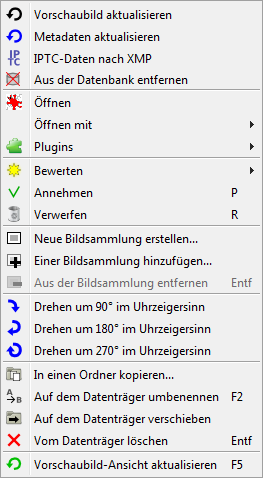 Vorschaubild aktualisieren
Metadaten aktualisieren
IPTC-Daten nach XMP
Aus der Datenbank entfernen
Öffnen
Öffnen mit
Plugins
Bewerten
Annehmen P
Verwerfen R
Neue Bildsammlung erstellen...
Einer Bildsammlung hinzufügen...
Aus der Bildsammlung entfernen Entf
Drehen um 90° im Uhrzeigersinn
Drehen um 180° im Uhrzeigersinn
Drehen um 270° im Uhrzeigersinn
In einen Ordner kopieren...
Auf dem Datenträger umbenennen F2
Auf dem Datenträger verschieben
Vom Datenträger löschen Entf
Vorschaubild-Ansicht aktualisieren F5